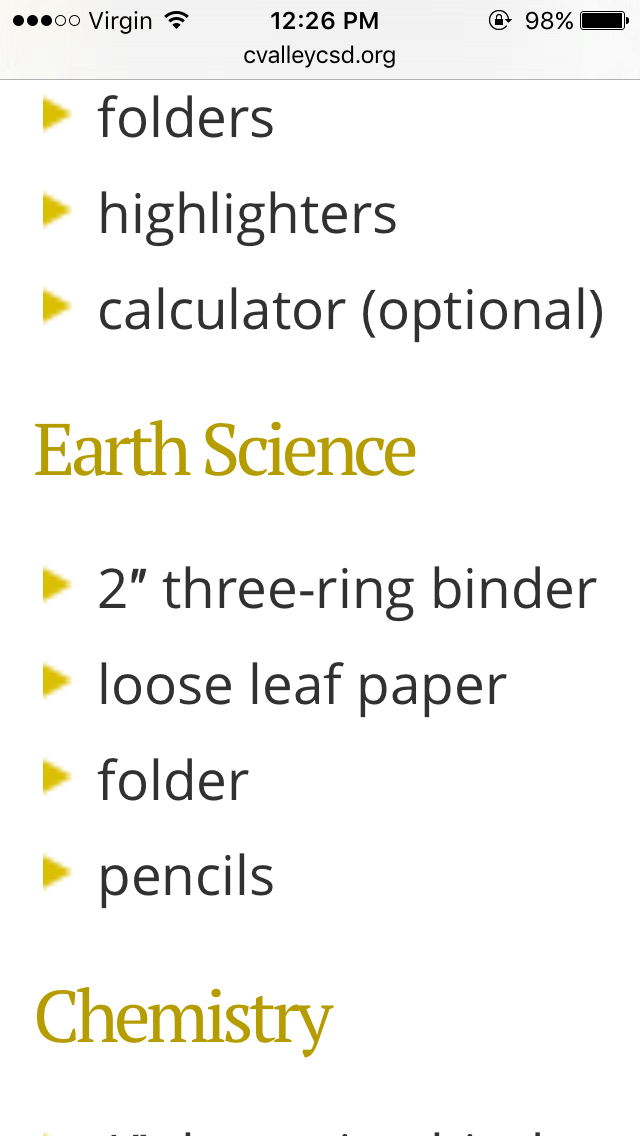 Virgin 12:26 PM 98%
cvalleycsd.org
folders
highlighters
calculator (optional)
Earth Science
2” three-ring binder
loose leaf paper
folder
pencils
Chemistry